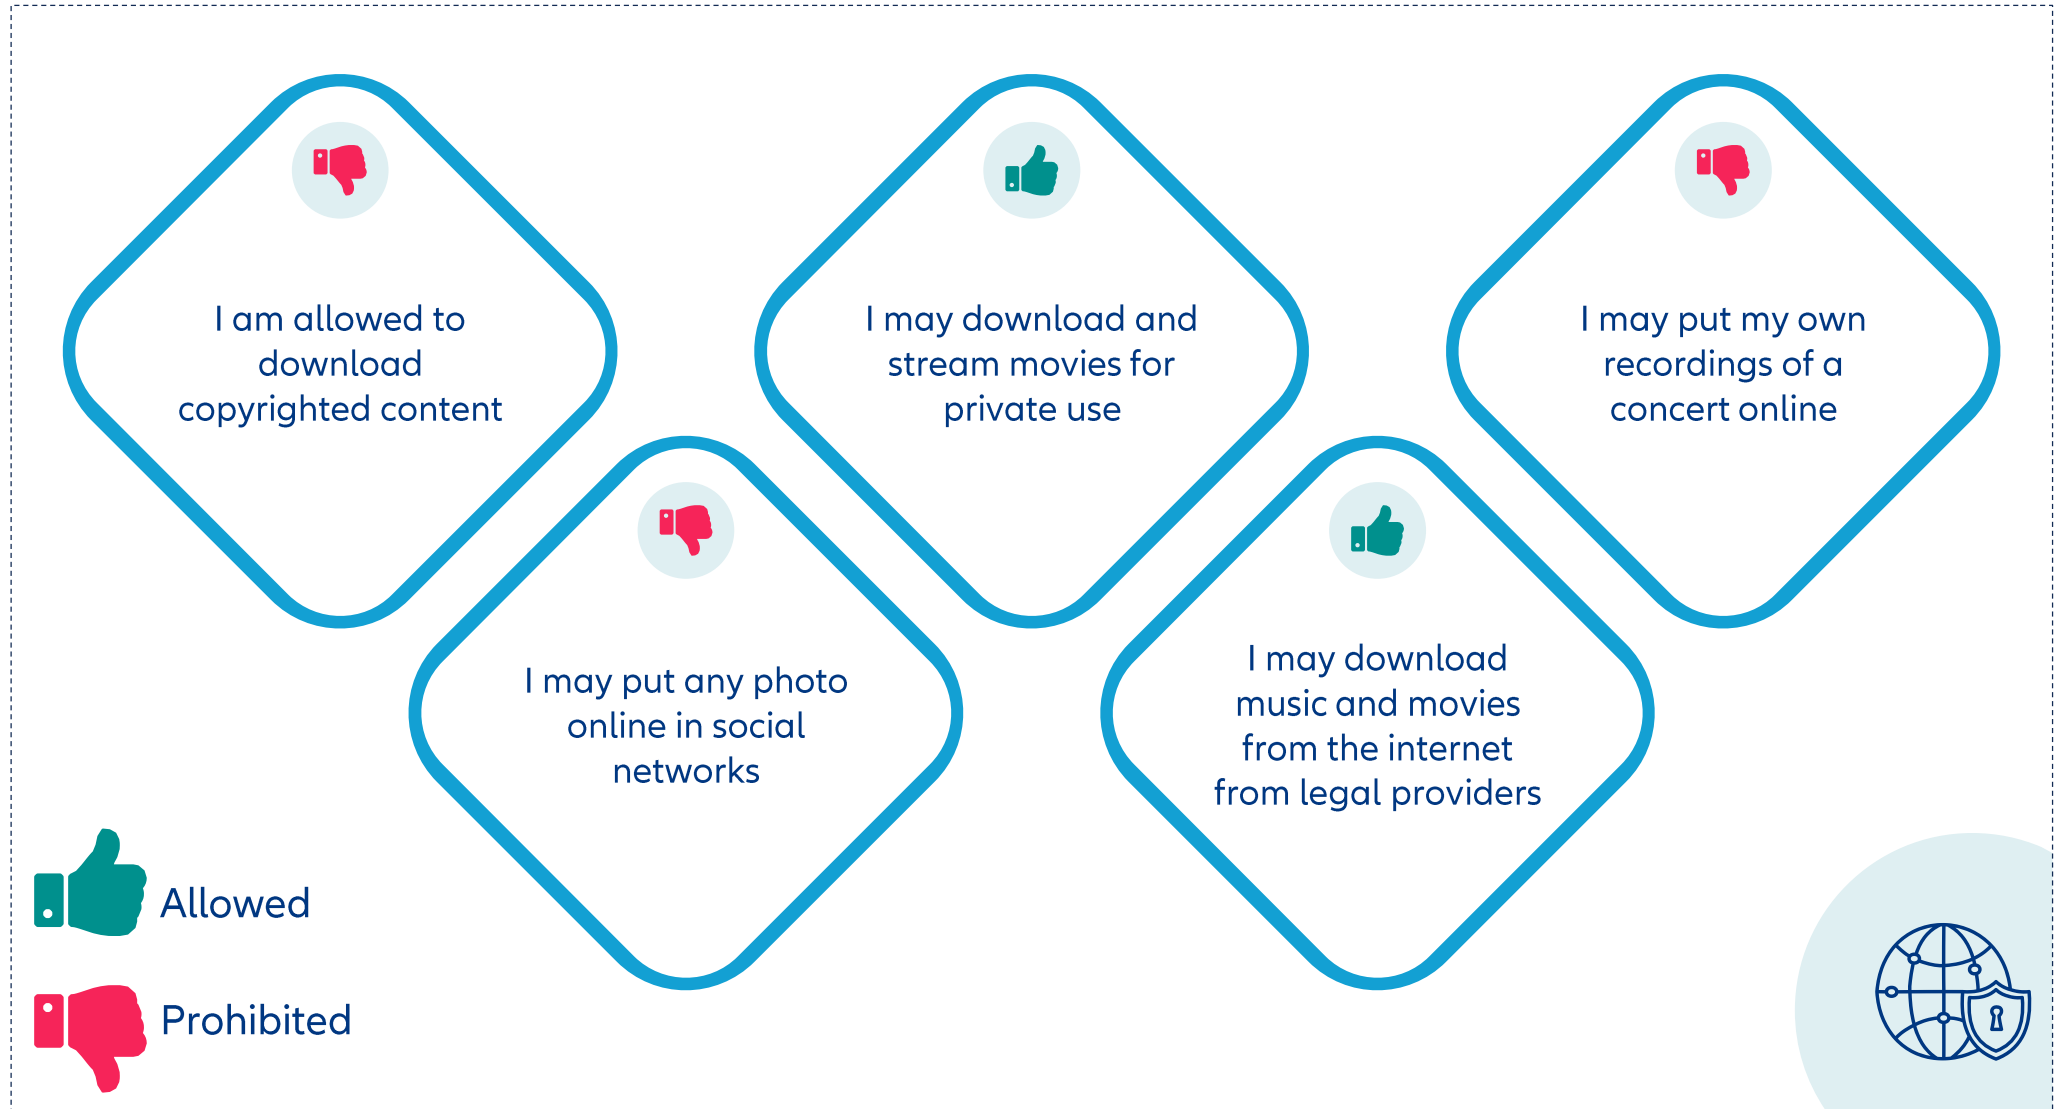 I am allowed to
download
copyrighted content
I may download and
stream movies for
private use
I may put my own
recordings of a
concert online
I may put any photo
online in social
networks
I may download
music and movies
from the internet
from legal providers
Allowed
Prohibited